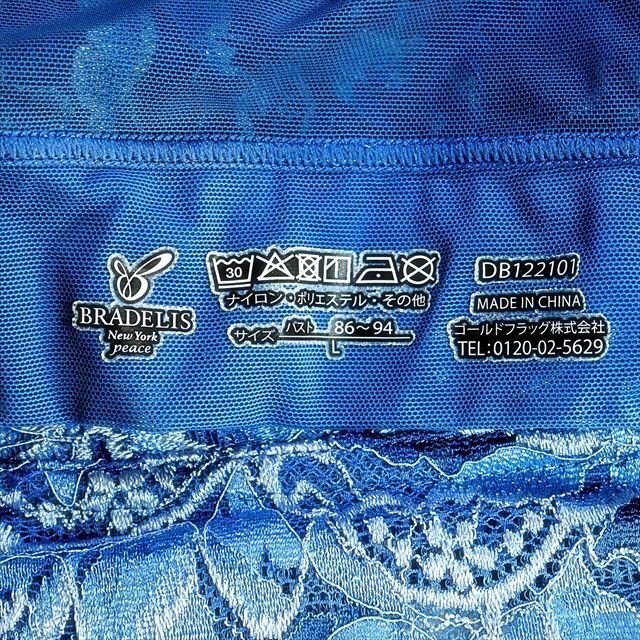 BRADELIS
New York
peace
30
ナイロン・ポリエステル・その他
サイズ バスト 86〜94
L
DB122101
MADE IN CHINA
ゴールドフラッグ株式会社
TEL:0120-02-5629